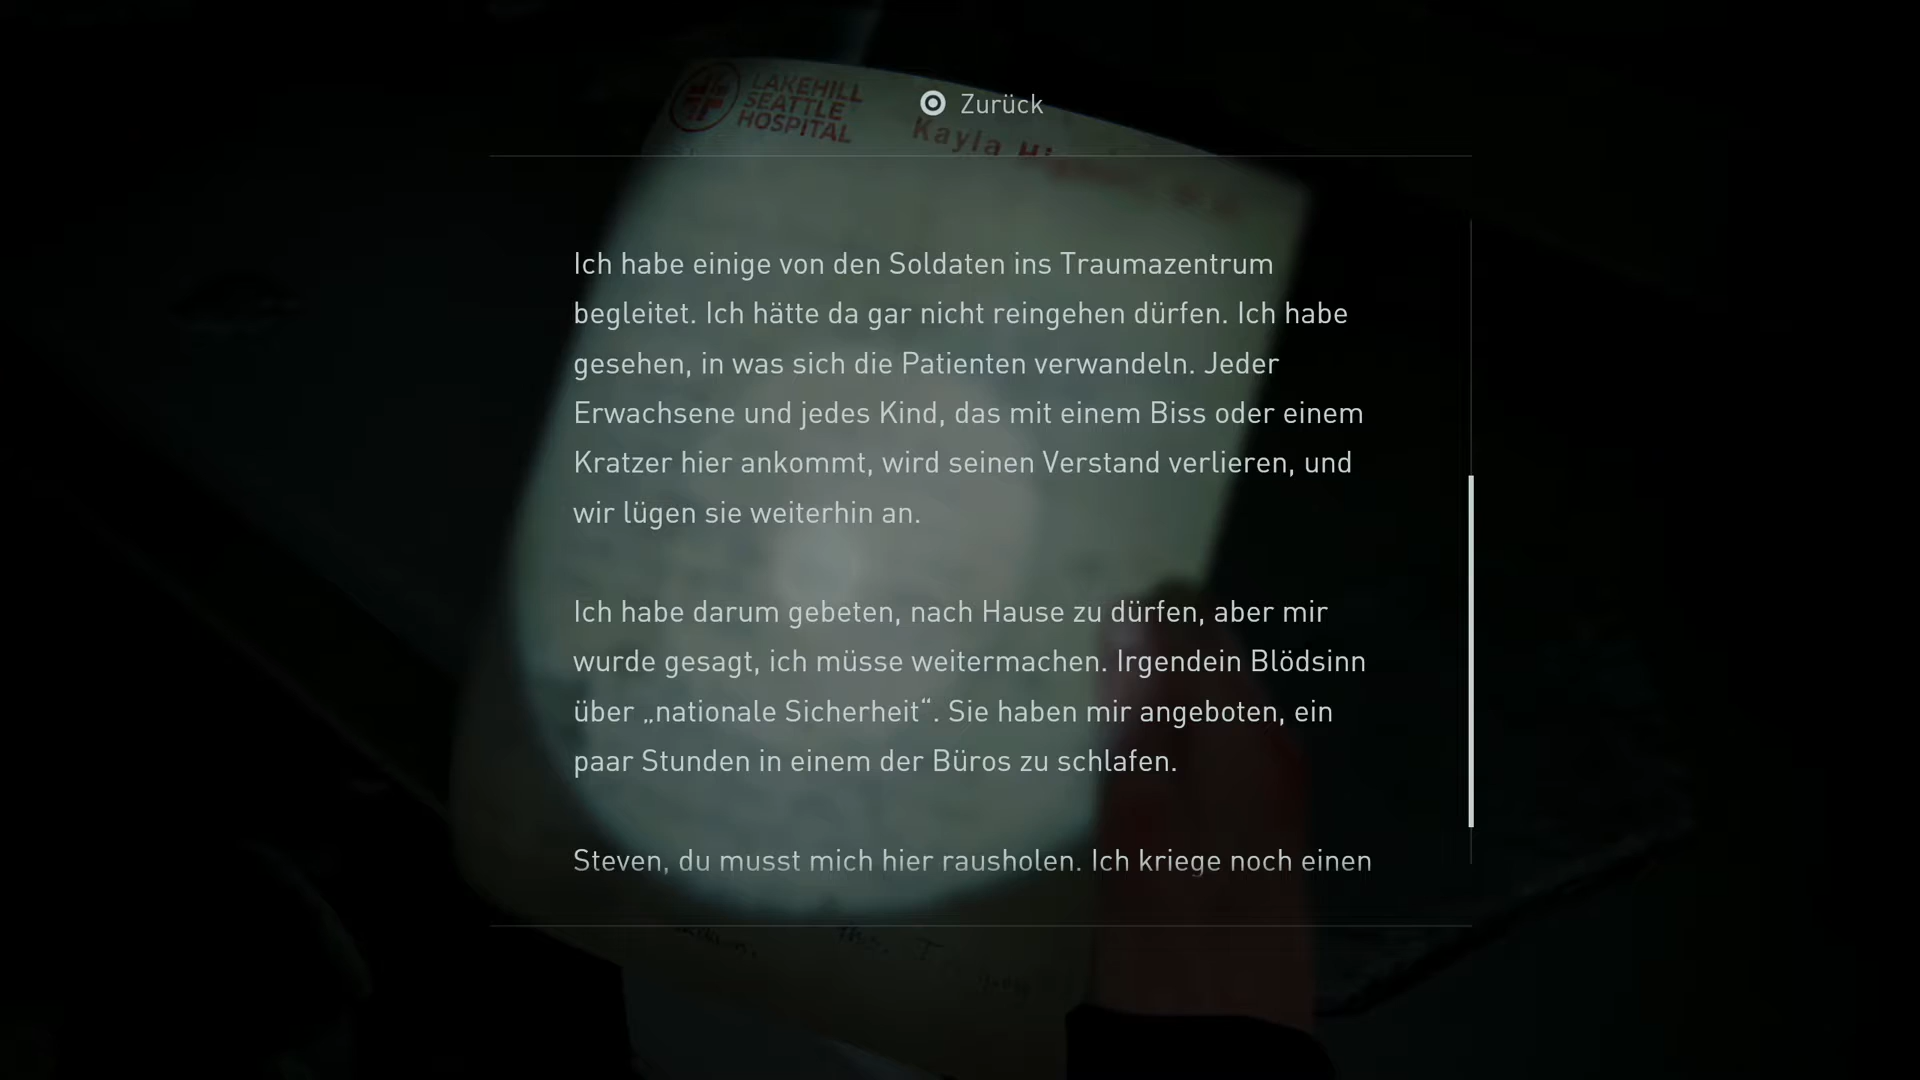 LAKEHILL
SEATTLE
HOSPITAL
Zurück
Kayla
Ich habe einige von den Soldaten ins Traumazentrum
begleitet. Ich hätte da gar nicht reingehen dürfen. Ich habe
gesehen, in was sich die Patienten verwandeln. Jeder
Erwachsene und jedes Kind, das mit einem Biss oder einem
Kratzer hier ankommt, wird seinen Verstand verlieren, und
wir lügen sie weiterhin an.
Ich habe darum gebeten, nach Hause zu dürfen, aber mir
wurde gesagt, ich müsse weitermachen. Irgendein Blödsinn
über „nationale Sicherheit“. Sie haben mir angeboten, ein
paar Stunden in einem der Büros zu schlafen.
Steven, du musst mich hier rausholen. Ich kriege noch einen
this, I